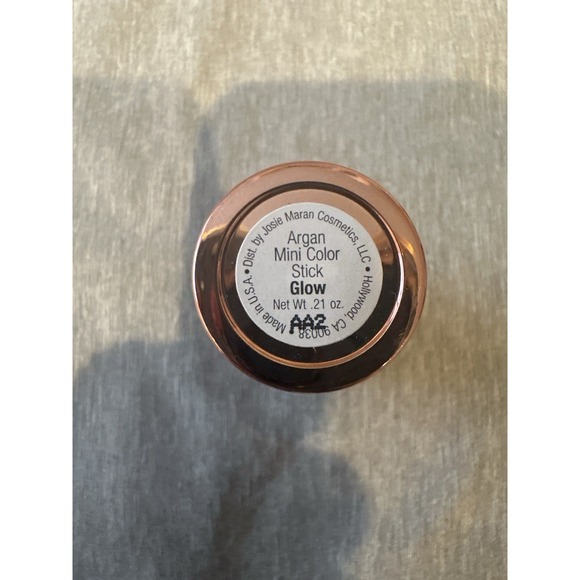 Dist. by Josie Maran Cosmetics, LLC • Hollywood, CA 90038 • Made in U.S.A. •
Argan
Mini Color
Stick
Glow
Net Wt .21 oz.
AA2